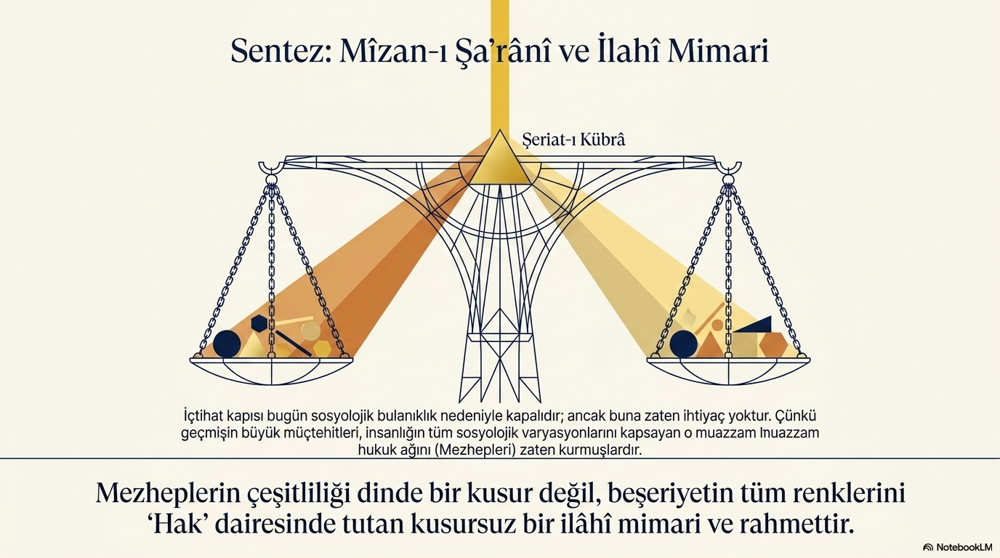 Sentez: Mîzan-ı Şa’rânî ve İlahî Mimari
Şeriat-ı Kübrâ
İçtihat kapısı bugün sosyolojik bulanıklık nedeniyle kapalıdır; ancak buna zaten ihtiyaç yoktur. Çünkü
geçmişin büyük müçtehitleri, insanlığın tüm sosyolojik varyasyonlarını kapsayan o muazzam lnuazzam
hukuk ağını (Mezhepleri) zaten kurmuşlardır.
Mezheplerin çeşitliliği dinde bir kusur değil, beşeriyetin tüm renklerini
‘Hak’ dairesinde tutan kusursuz bir ilâhî mimari ve rahmettir.
NotebookLM